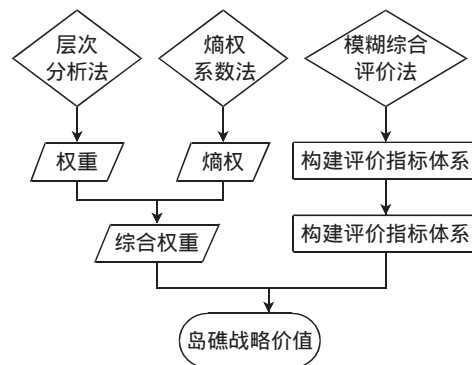 层次
分析法
熵权
系数法
模糊综合
评价法
权重
熵权
构建评价指标体系
综合权重
构建评价指标体系
岛礁战略价值